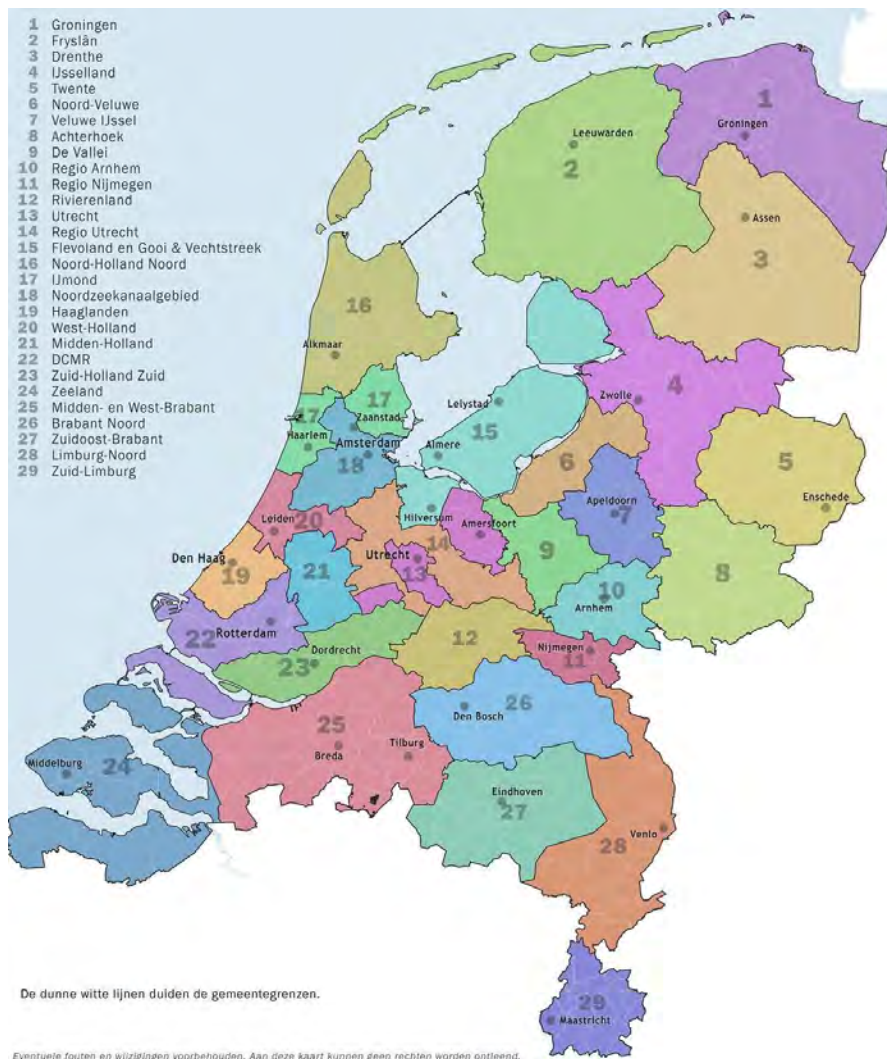 1 Groningen
2 Fryslân
3 Drenthe
4 IJsselland
5 Twente
6 Noord-Veluwe
7 Veluwe IJssel
8 Achterhoek
9 De Vallei
10 Regio Arnhem
11 Regio Nijmegen
12 Rivierenland
13 Utrecht
14 Regio Utrecht
15 Flevoland en Gooi & Vechtstreek
16 Noord-Holland Noord
17 IJmond
18 Noordzeekanaalgebied
19 Haaglanden
20 West-Holland
21 Midden-Holland
22 DCMR
23 Zuid-Holland Zuid
24 Zeeland
25 Midden- en West-Brabant
26 Brabant Noord
27 Zuidoost-Brabant
28 Limburg-Noord
29 Zuid-Limburg
1
Groningen
Leeuwarden
2
Assen
3
16
Alkmaar
17
17
Zaanstad
Haarlem
Amsterdam
18
Lelystad
15
Almere
Zwolle
4
6
5
Enschede
Apeldoorn
7
Leiden
20
Hilversum
Amersfoort
14
Den Haag
19
21
Utrecht
13
9
8
10
Arnhem
22
Rotterdam
12
Nijmegen
11
Dordrecht
23
25
26
Den Bosch
Breda
Tilburg
Middelburg
24
Eindhoven
27
Venlo
28
29
Maastricht
De dunne witte lijnen duiden de gemeentegrenzen.
Eventuele fouten en wijzigingen voorbehouden. Aan deze kaart kunnen geen rechten worden ontleend.